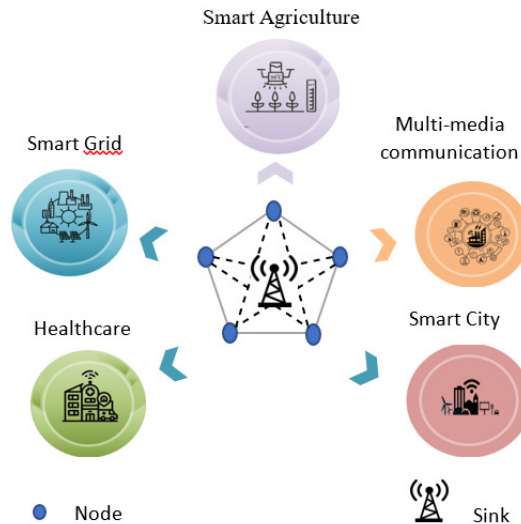 Smart Agriculture
Smart Grid
Multi-media
communication
Healthcare
Smart City
Node
Sink